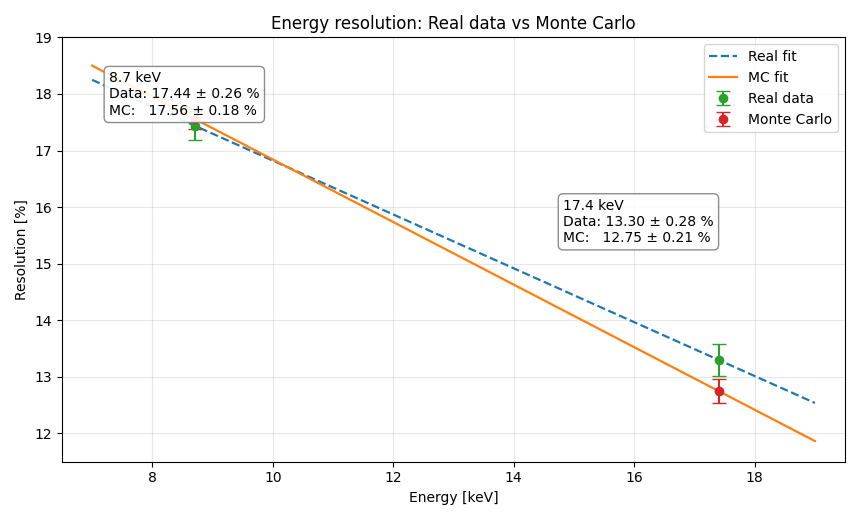 Energy resolution: Real data vs Monte Carlo
Real fit
MC fit
Real data
Monte Carlo
8.7 keV
Data: 17.44 ± 0.26 %
MC:   17.56 ± 0.18 %
17.4 keV
Data: 13.30 ± 0.28 %
MC:   12.75 ± 0.21 %
Resolution [%]
19
18
17
16
15
14
13
12
8 10 12 14 16 18
Energy [keV]